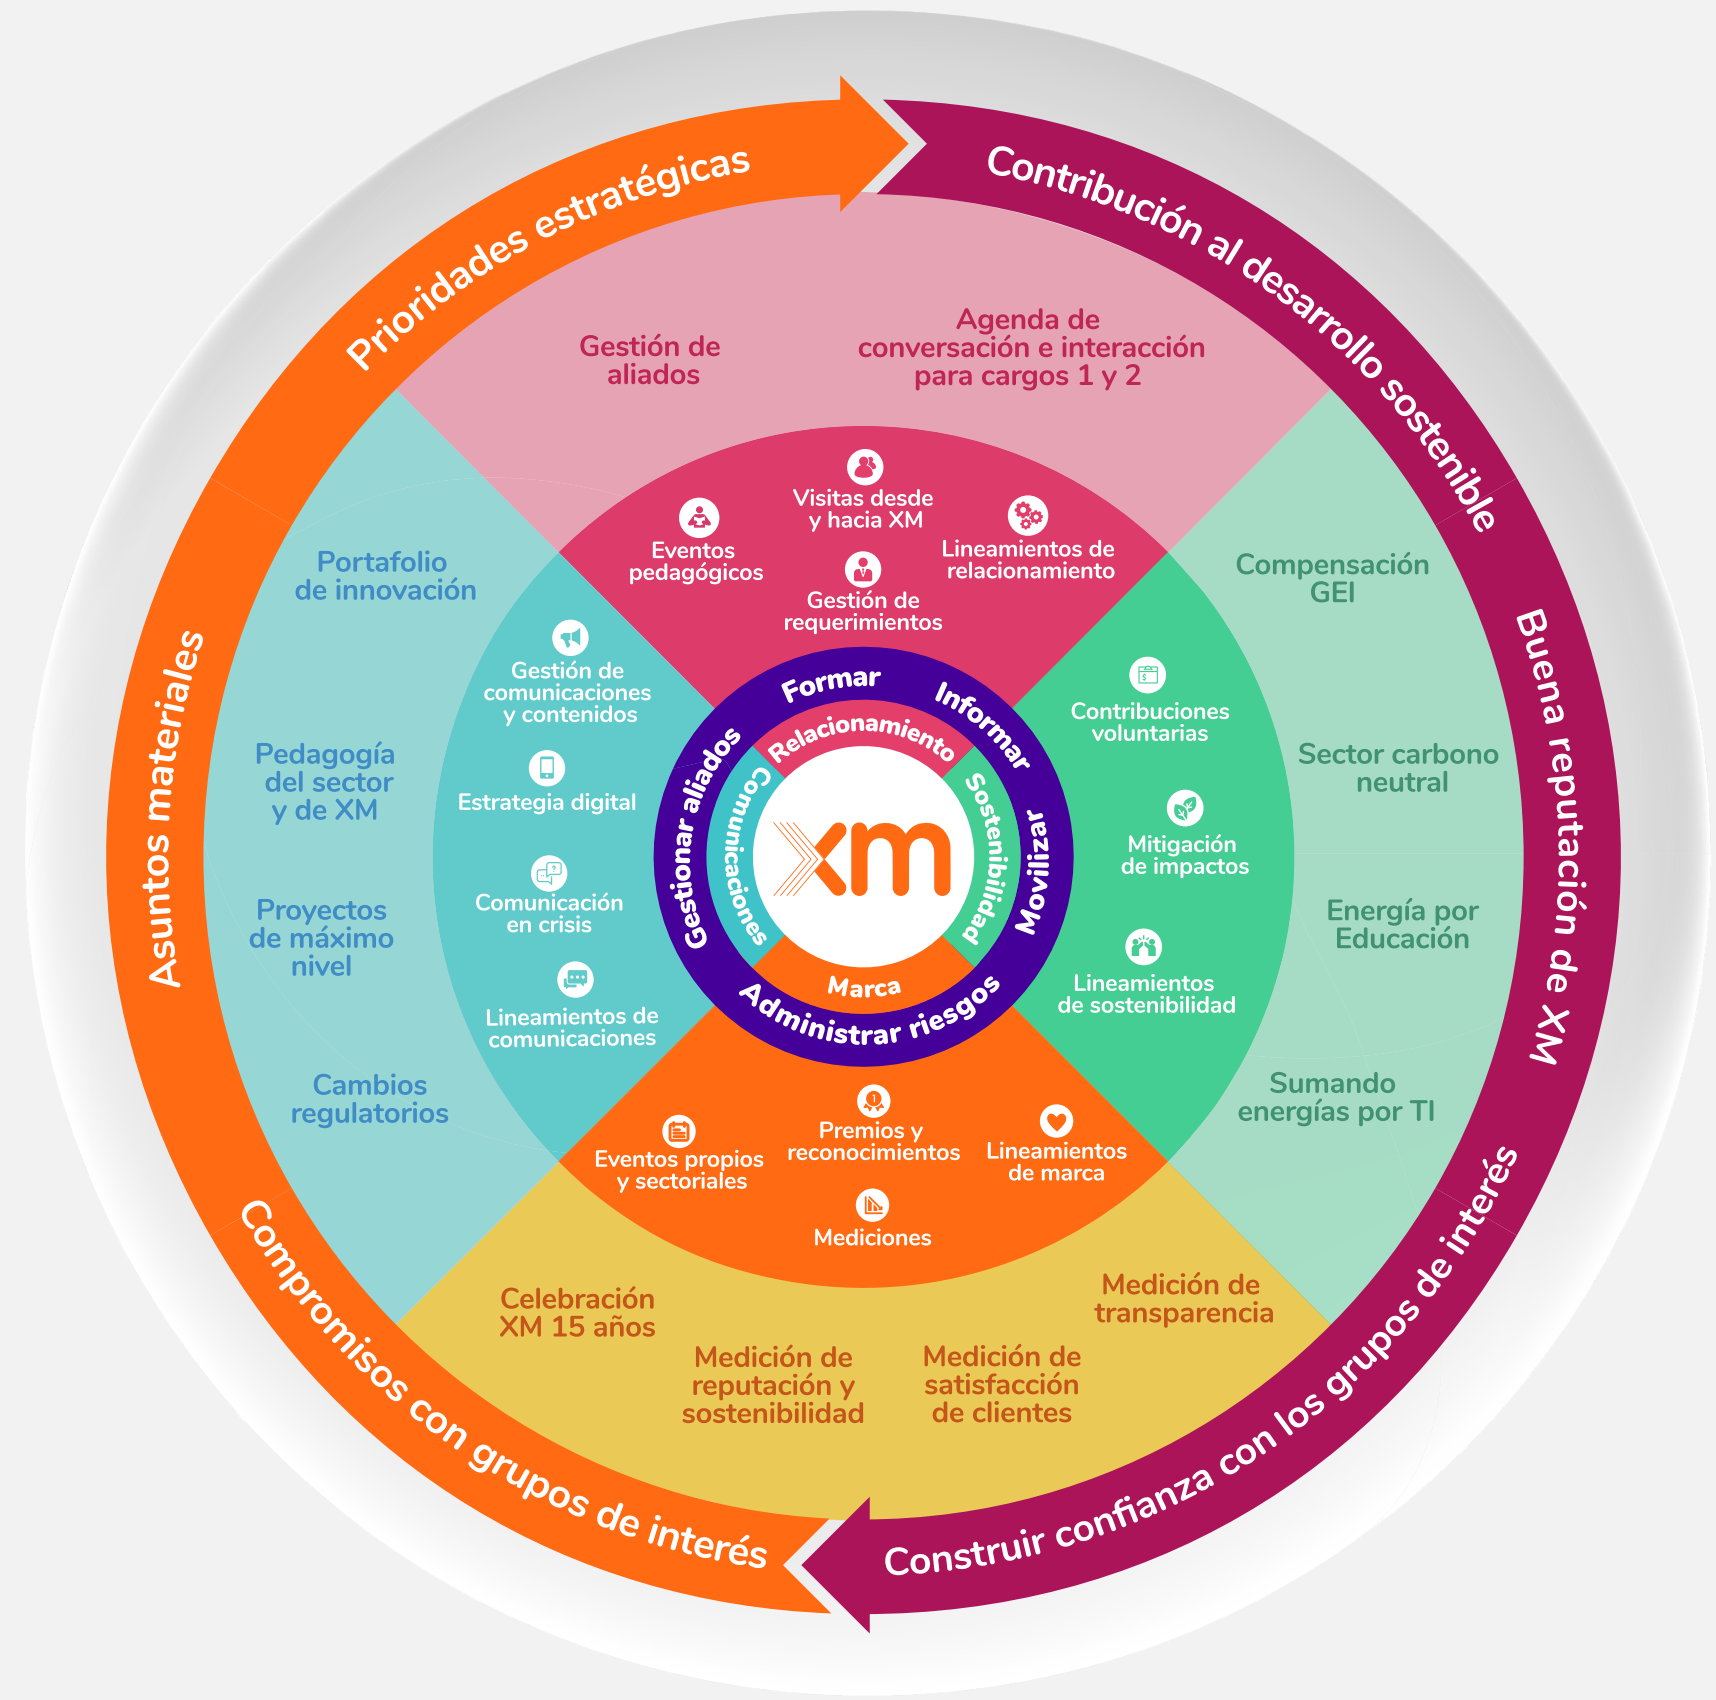 Prioridades estratégicas
Contribución al desarrollo sostenible
Buena reputación de XM
Construir confianza con los grupos de interés
Compromisos con grupos de interés
Asuntos materiales
Gestión de
aliados
Agenda de
conversación e interacción
para cargos 1 y 2
Visitas desde
y hacia XM
Eventos
pedagógicos
Lineamientos de
relacionamiento
Gestión de
requerimientos
Portafolio
de innovación
Pedagogía
del sector
y de XM
Proyectos
de máximo
nivel
Cambios
regulatorios
Gestión de
comunicaciones
y contenidos
Estrategia digital
Comunicación
en crisis
Lineamientos de
comunicaciones
Formar
Informar
Movilizar
Administrar riesgos
Gestionar aliados
Relacionamiento
Sostenibilidad
Marca
Comunicaciones
xm
Contribuciones
voluntarias
Mitigación
de impactos
Lineamientos
de sostenibilidad
Compensación
GEI
Sector carbono
neutral
Energía por
Educación
Sumando
energías por TI
Eventos propios
y sectoriales
1
Premios y
reconocimientos
Lineamientos
de marca
Mediciones
Celebración
XM 15 años
Medición de
reputación y
sostenibilidad
Medición de
satisfacción
de clientes
Medición de
transparencia